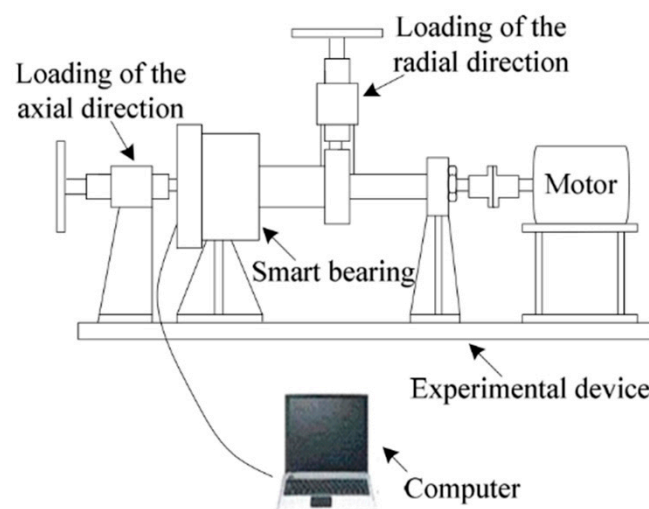 Loading of the
radial direction
Loading of the
axial direction
Motor
Smart bearing
Experimental device
Computer